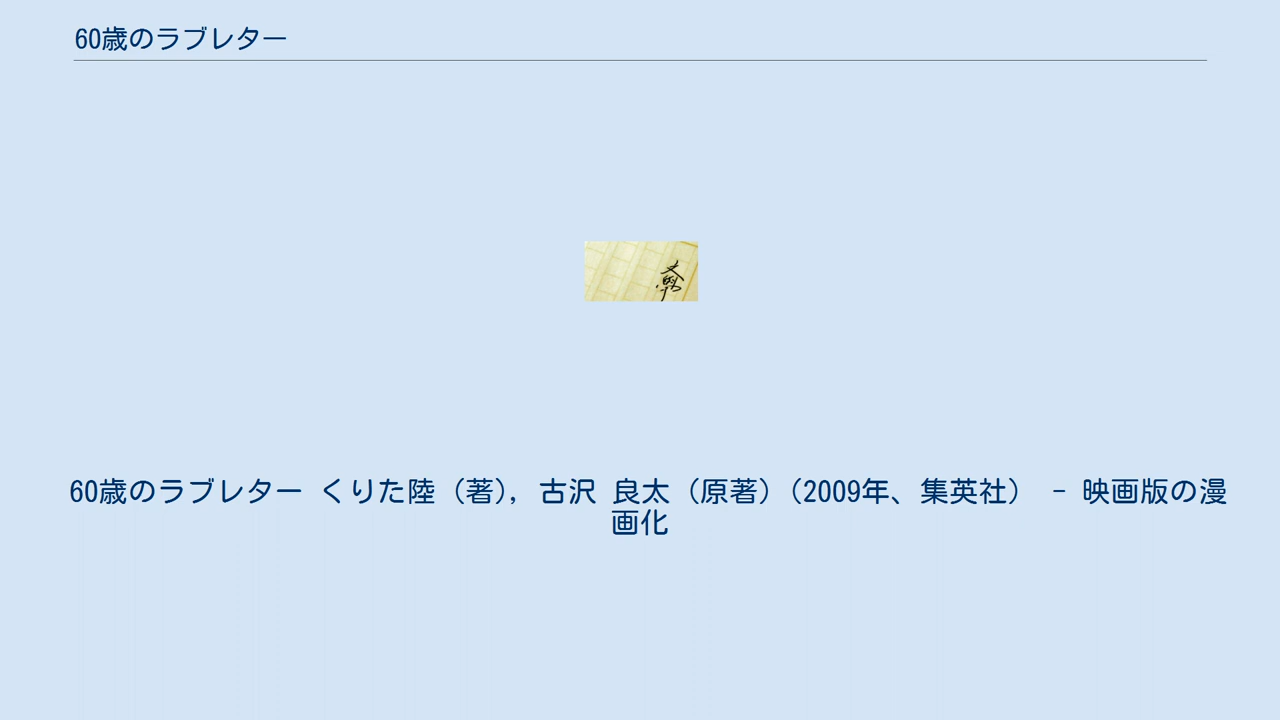 60歳のラブレター
60歳のラブレター くりた陸（著）, 古沢 良太（原著）（2009年、集英社） - 映画版の漫
画化